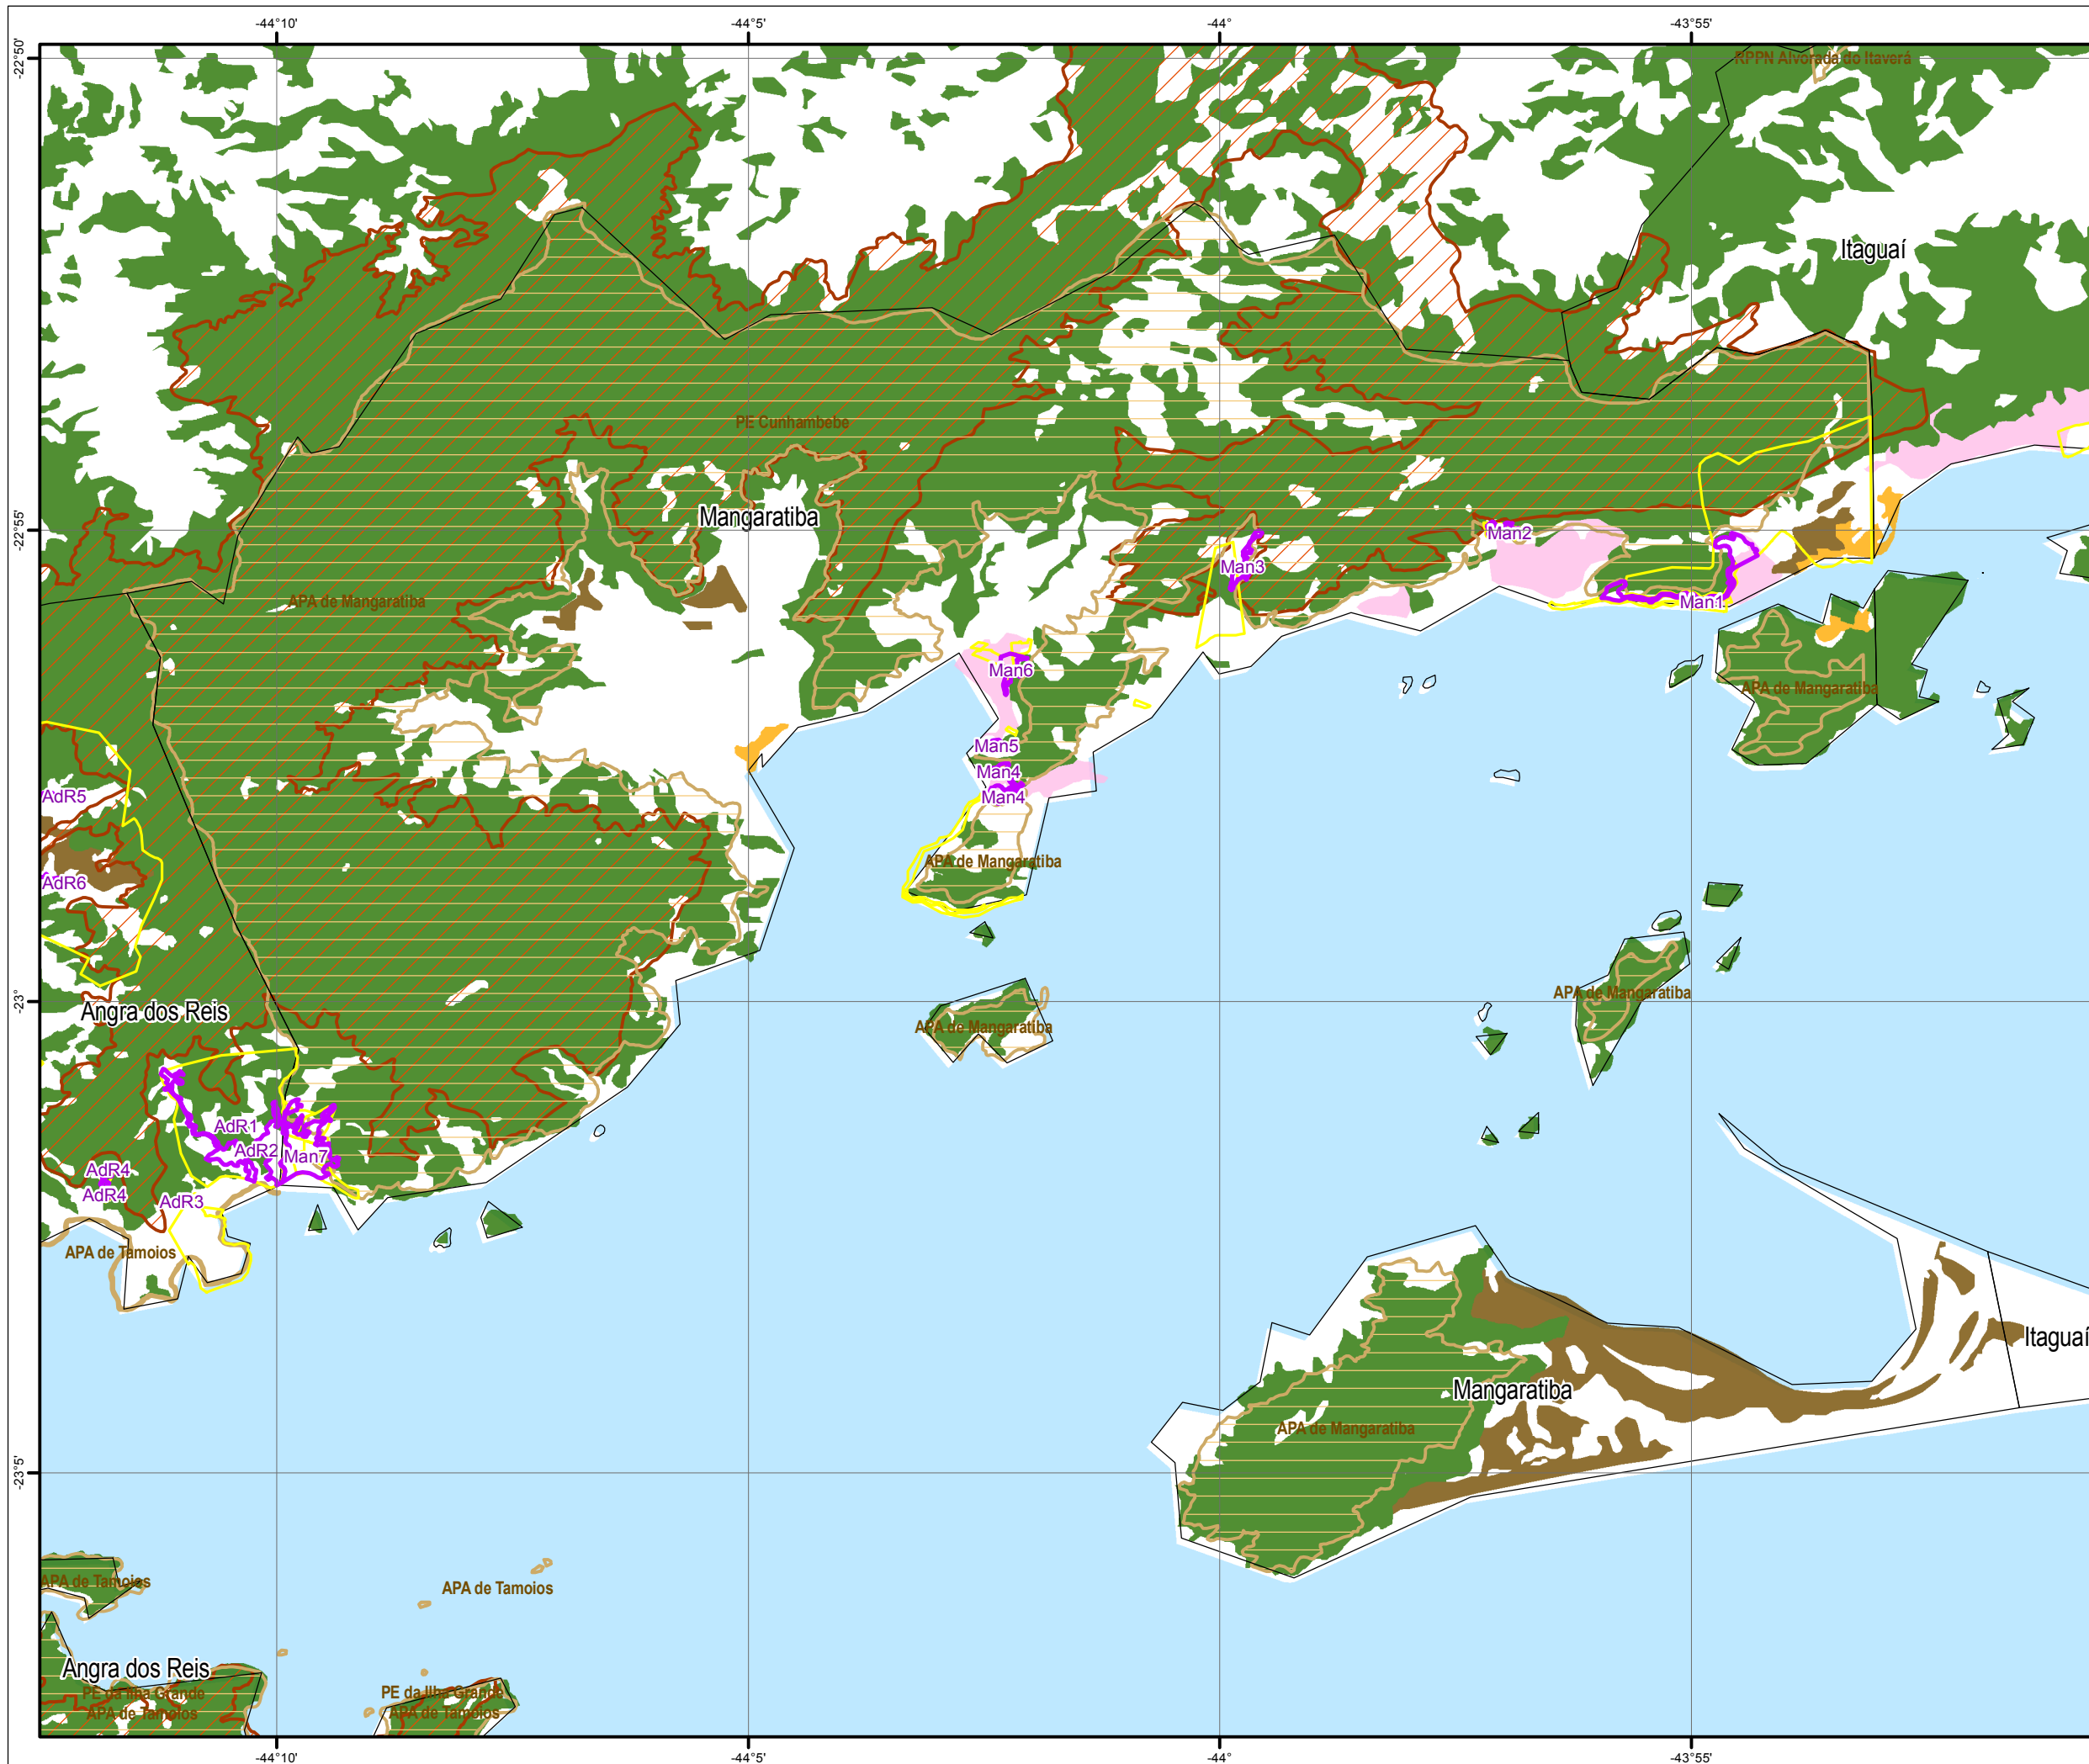 -44°10'
-44°5'
-44°
-43°55'
-22°50'
RPPN Alvorada do Itaverá
Itaguaí
PE Cunhambebe
Mangaratiba
-22°55'
Man2
Man3
APA de Mangaratiba
Man1
Man6
APA de Mangaratiba
Man5
Man4
AdR5
Man4
APA de Mangaratiba
AdR6
APA de Mangaratiba
-23°
Angra dos Reis
APA de Mangaratiba
AdR1
AdR2
Man7
AdR4
AdR4
AdR3
APA de Tamoios
Itaguaí
Mangaratiba
APA de Mangaratiba
-23°5'
APA de Tamoios
APA de Tamoios
Angra dos Reis
PE da Ilha Grande
PE da Ilha Grande
APA de Tamoios
APA de Tamoios
-44°10'
-44°5'
-44°
-43°55'